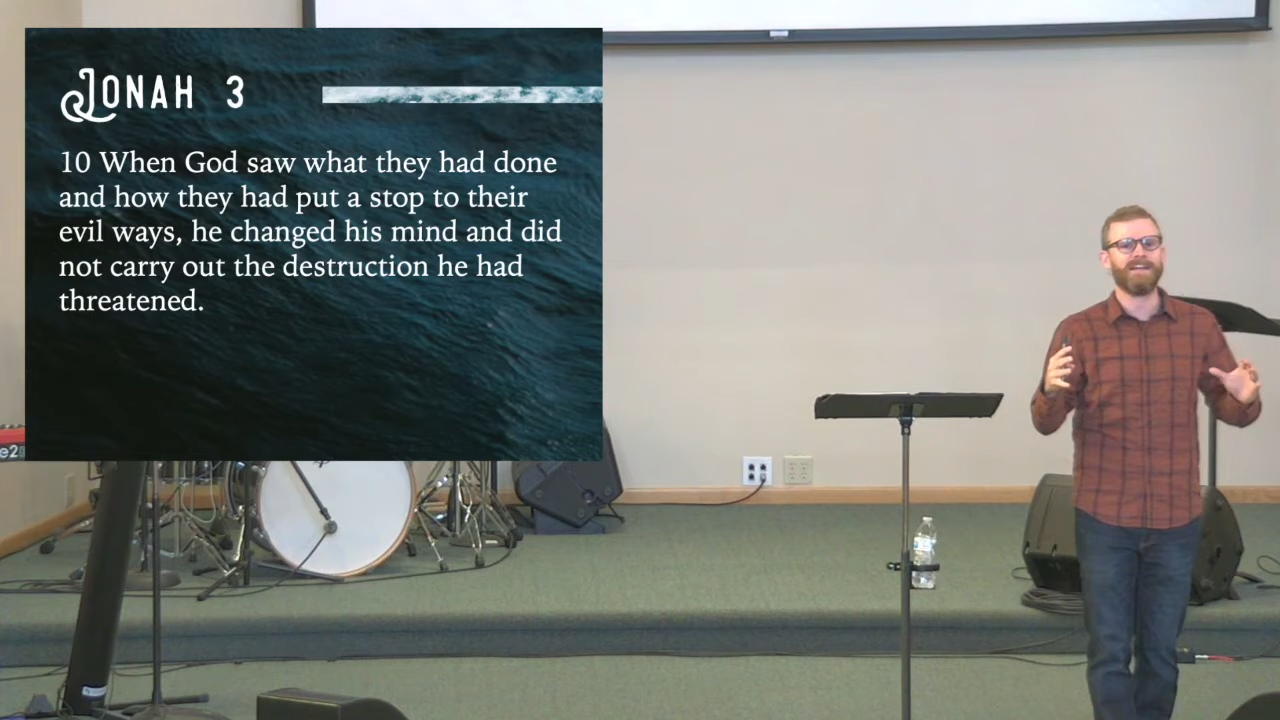 JONAH 3
10 When God saw what they had done
and how they had put a stop to their
evil ways, he changed his mind and did
not carry out the destruction he had
threatened.
e2